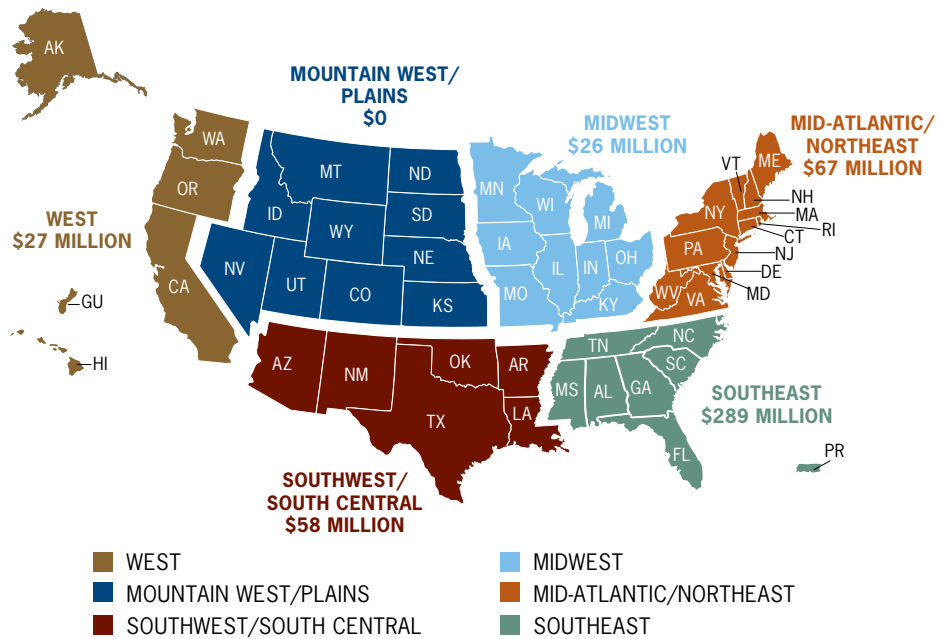 AK
MOUNTAIN WEST/
PLAINS
$0
MIDWEST
$26 MILLION
MID-ATLANTIC/
NORTHEAST
$67 MILLION
WEST
$27 MILLION
SOUTHEAST
$289 MILLION
SOUTHWEST/
SOUTH CENTRAL
$58 MILLION
WA
OR
CA
GU
HI
MT
ID
WY
NV
UT
CO
ND
SD
NE
KS
MN
IA
MO
WI
IL
MI
IN
OH
KY
ME
VT
NH
MA
RI
CT
NY
NJ
PA
DE
MD
WV
VA
AZ
NM
OK
TX
AR
LA
TN
NC
SC
MS
AL
GA
FL
PR
WEST
MOUNTAIN WEST/PLAINS
SOUTHWEST/SOUTH CENTRAL
MIDWEST
MID-ATLANTIC/NORTHEAST
SOUTHEAST